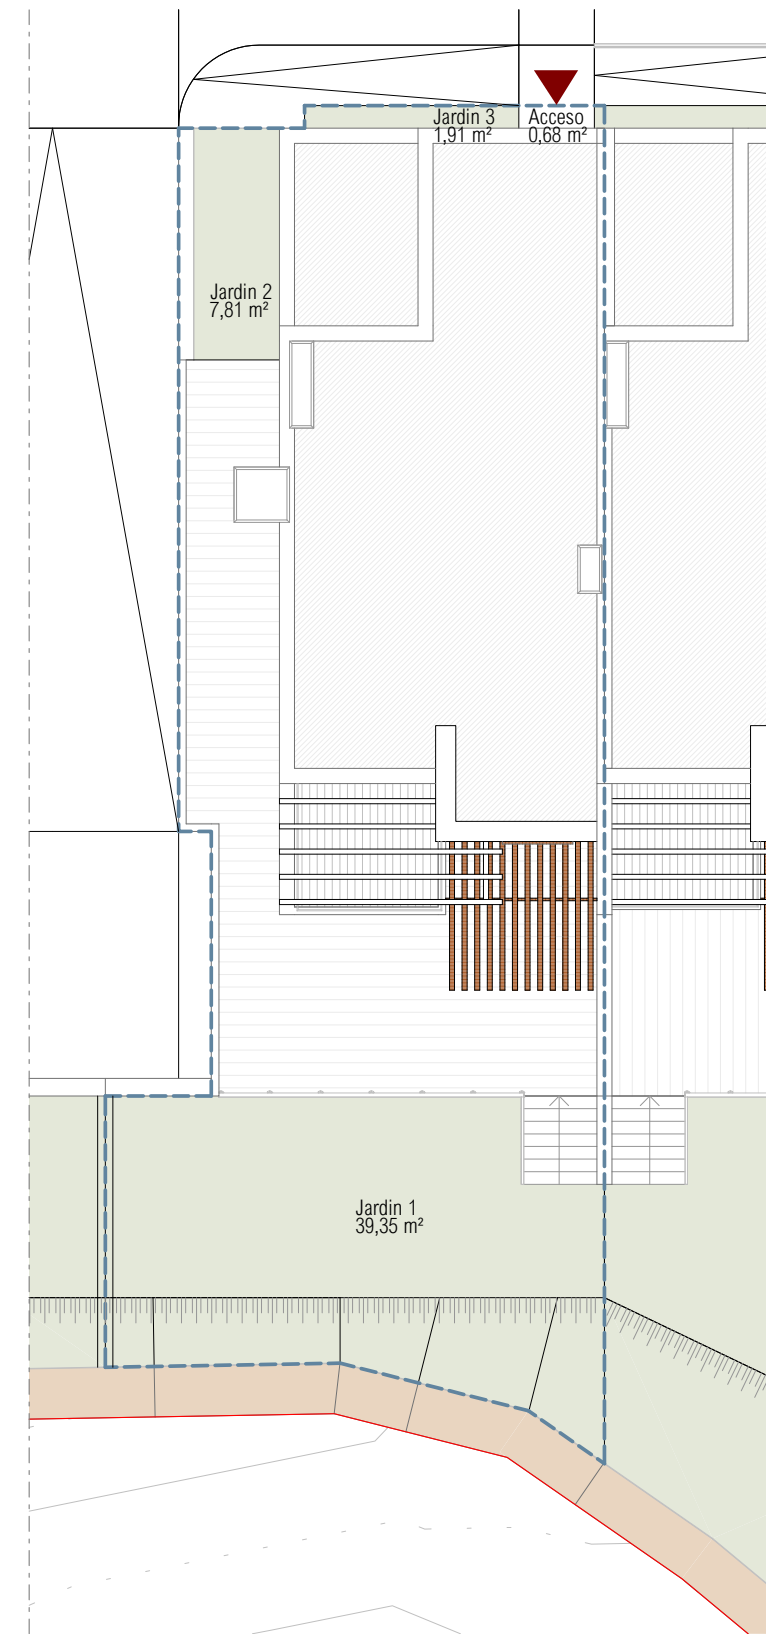 Jardin 3
1,91 m²
Acceso
0,68 m²
Jardin 2
7,81 m²
Jardin 1
39,35 m²